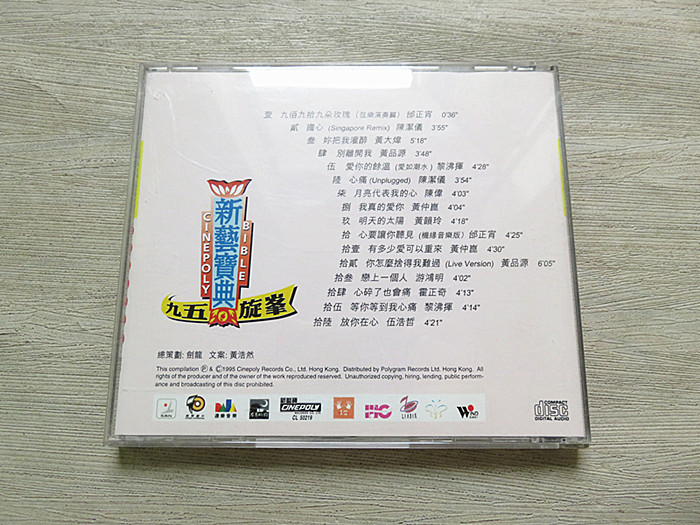 壹 九佰九拾九朵玫瑰(弦樂演奏篇) 邰正宵 0'36"
貳 擔心 (Singapore Remix) 陳潔儀 3'55"
叁 妳把我灌醉 黃大煒 5'18"
肆 別離開我 黃品源 3'48"
伍 愛你的餘溫 (愛如潮水) 黎沸揮 4'28"
陸 心痛 (Unplugged) 陳潔儀 3'54"
柒 月亮代表我的心 陳偉 4'03"
捌 我真的愛你 黃仲崑 4'04"
玖 明天的太陽 黃韻玲 4'18"
拾 心要讓你聽見 (機緣音樂版) 邰正宵 4'25"
拾壹 有多少愛可以重來 黃仲崑 4'30"
拾貳 你怎麼捨得我難過 (Live Version) 黃品源 6'05"
拾叁 戀上一個人 游鴻明 4'02"
拾肆 心碎了也會痛 霍正奇 4'13"
拾伍 等你等到我心痛 黎沸揮 4'14"
拾陸 放你在心 伍浩哲 4'21"
新藝寶典
CINEPOLY
BIBLE
九五旋拳
總策劃: 劍龍 文案: 黃浩然
This compilation Ⓟ & © 1995 Cinepoly Records Co., Ltd. Hong Kong. Distributed by Polygram Records Ltd. Hong Kong. All
rights of the producer and of the owner of the work reproduced reserved. Unauthorized copying, hiring, lending, public perform-
ance and broadcasting of this disc prohibited.
CINEPOLY
CL 50219
PIC
WIND
COMPACT
disc
DIGITAL AUDIO